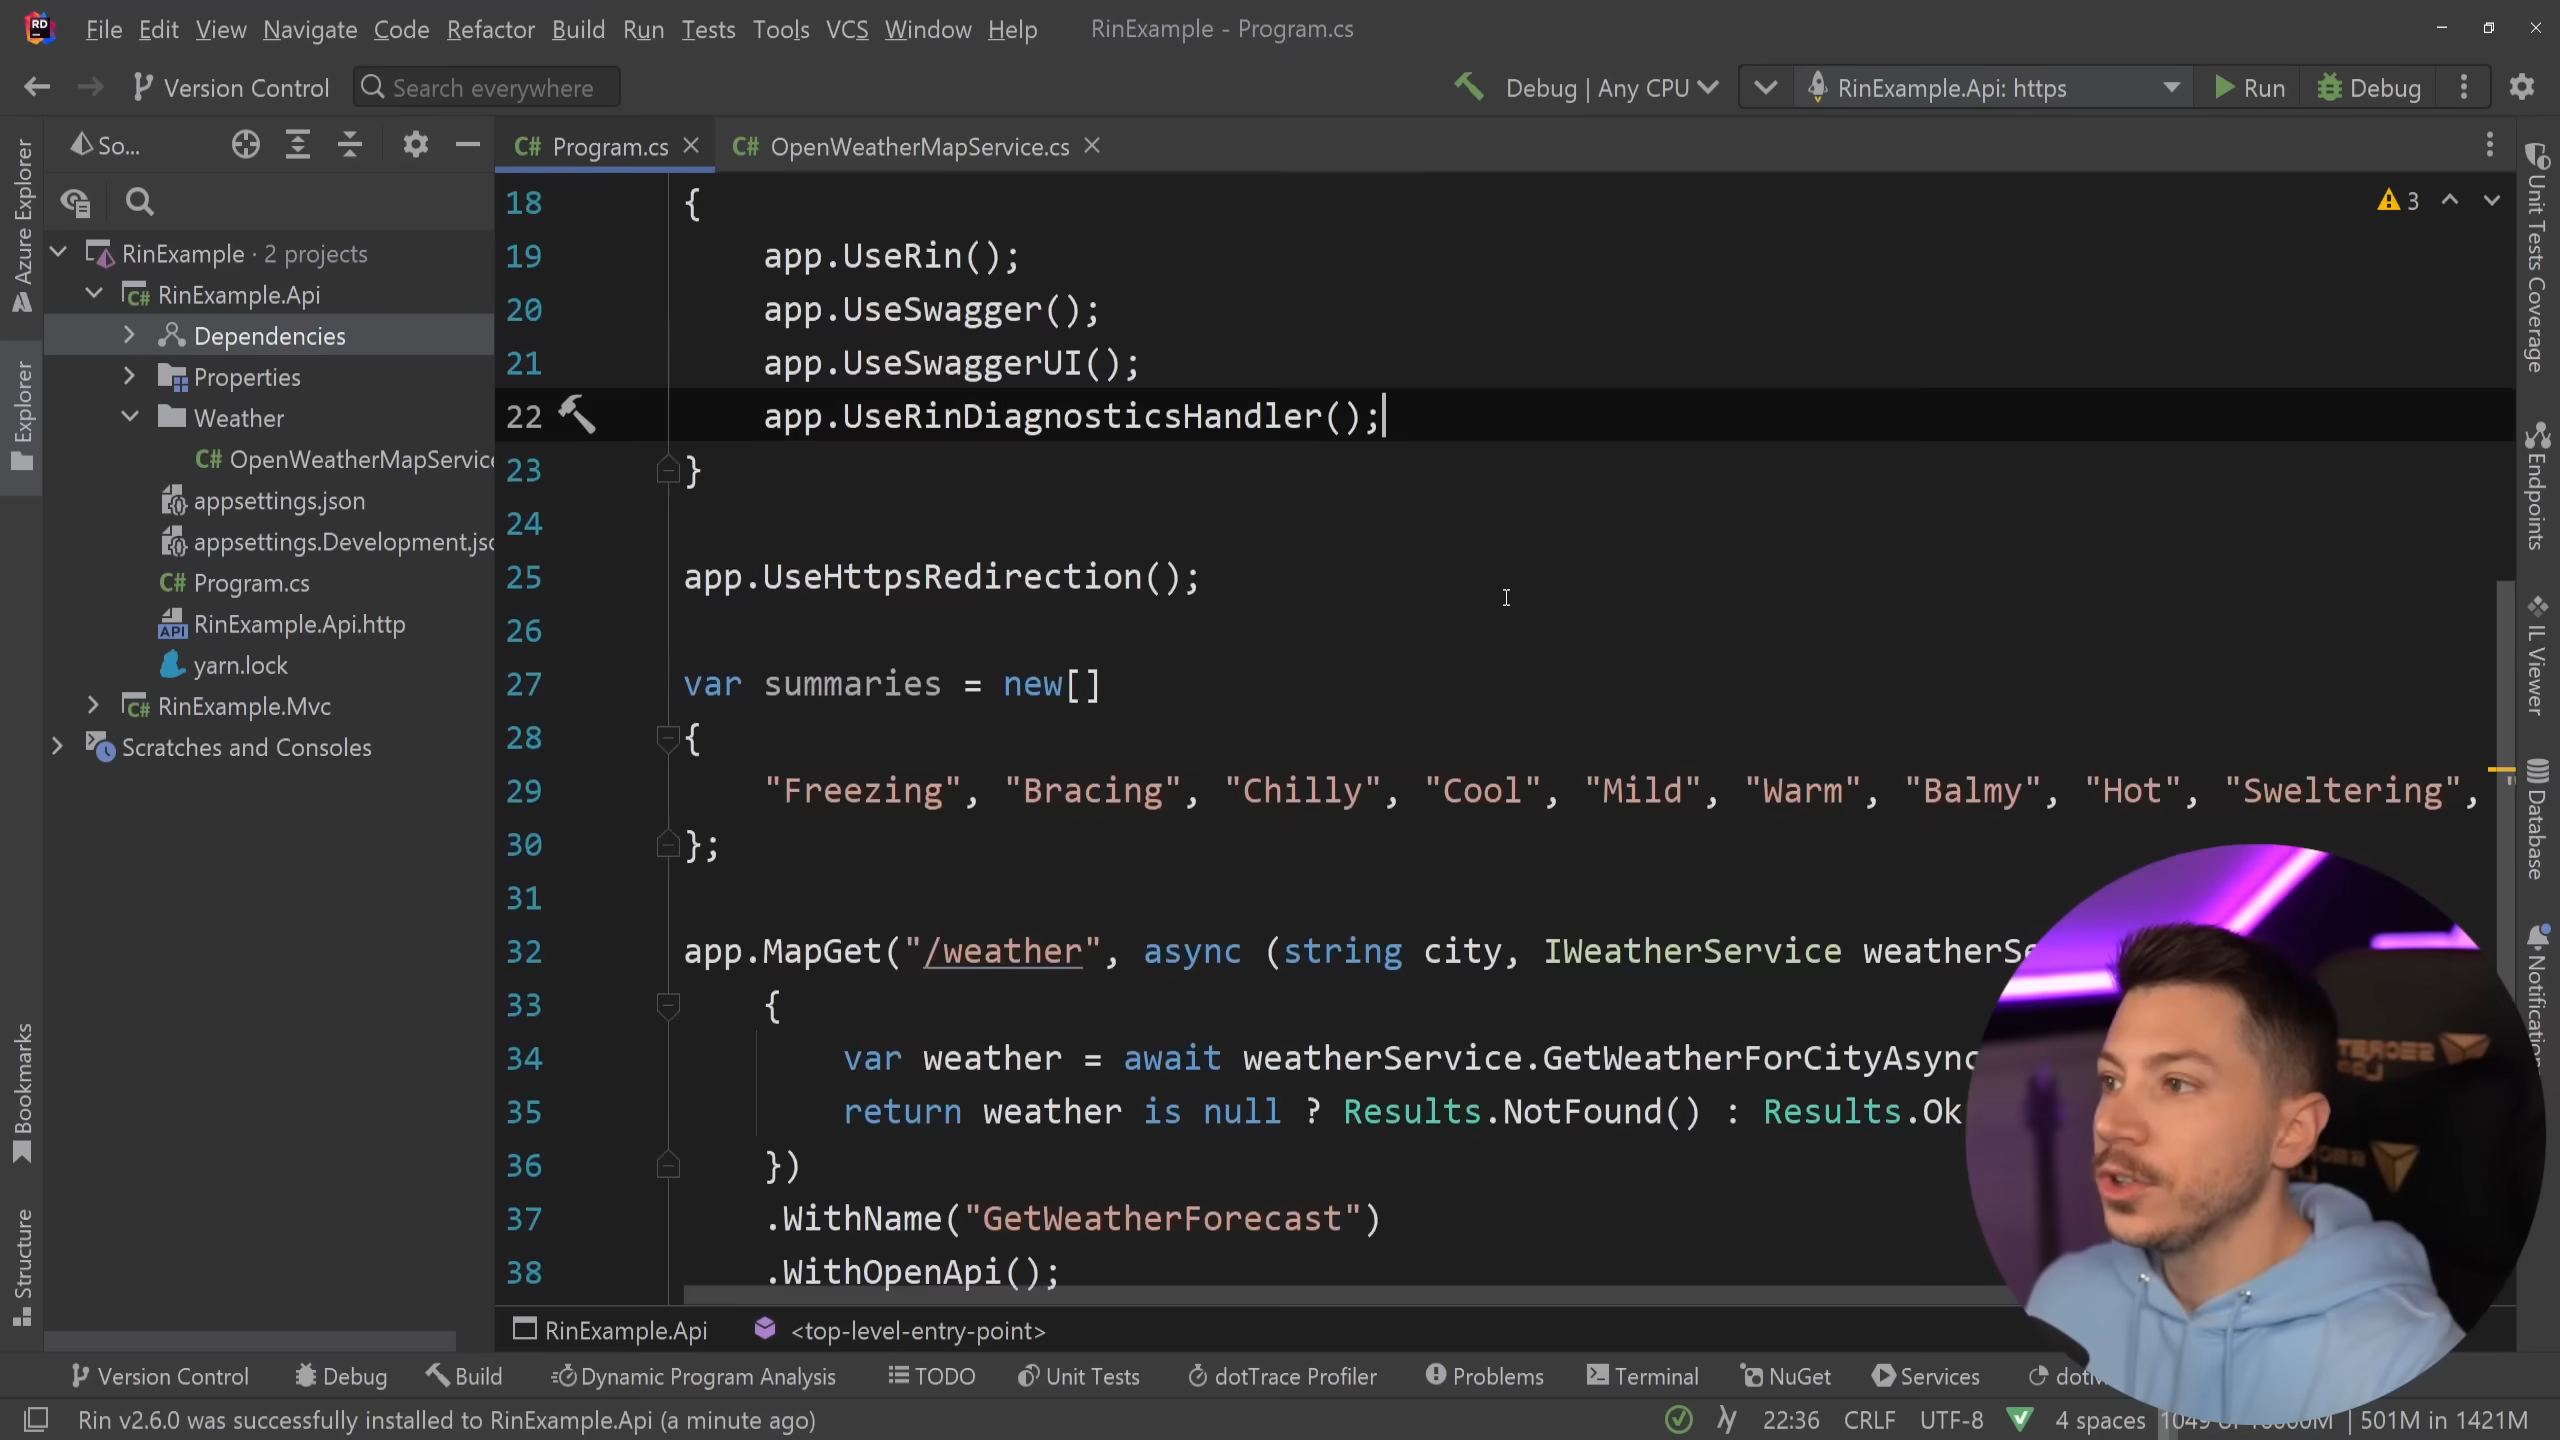 File Edit View Navigate Code Refactor Build Run Tests Tools VCS Window Help RinExample - Program.cs
Version Control Search everywhere Debug | Any CPU RinExample.Api: https Run Debug
So... C# Program.cs C# OpenWeatherMapService.cs
Azure Explorer
Explorer
Bookmarks
Structure
RinExample · 2 projects
RinExample.Api
Dependencies
Properties
Weather
C# OpenWeatherMapService
appsettings.json
appsettings.Development.jso
C# Program.cs
API RinExample.Api.http
yarn.lock
RinExample.Mvc
Scratches and Consoles
3
18 {
19 app.UseRin();
20 app.UseSwagger();
21 app.UseSwaggerUI();
22 app.UseRinDiagnosticsHandler();
23 }
24
25 app.UseHttpsRedirection();
26
27 var summaries = new[]
28 {
29 "Freezing", "Bracing", "Chilly", "Cool", "Mild", "Warm", "Balmy", "Hot", "Sweltering", "
30 };
31
32 app.MapGet("/weather", async (string city, IWeatherService weatherSe
33 {
34 var weather = await weatherService.GetWeatherForCityAsync
35 return weather is null ? Results.NotFound() : Results.Ok
36 })
37 .WithName("GetWeatherForecast")
38 .WithOpenApi();
Unit Tests Coverage
Endpoints
IL Viewer
Database
Notification
RinExample.Api <top-level-entry-point>
Version Control Debug Build Dynamic Program Analysis TODO Unit Tests dotTrace Profiler Problems Terminal NuGet Services
Rin v2.6.0 was successfully installed to RinExample.Api (a minute ago) 22:36 CRLF UTF-8 4 spaces 501M in 1421M